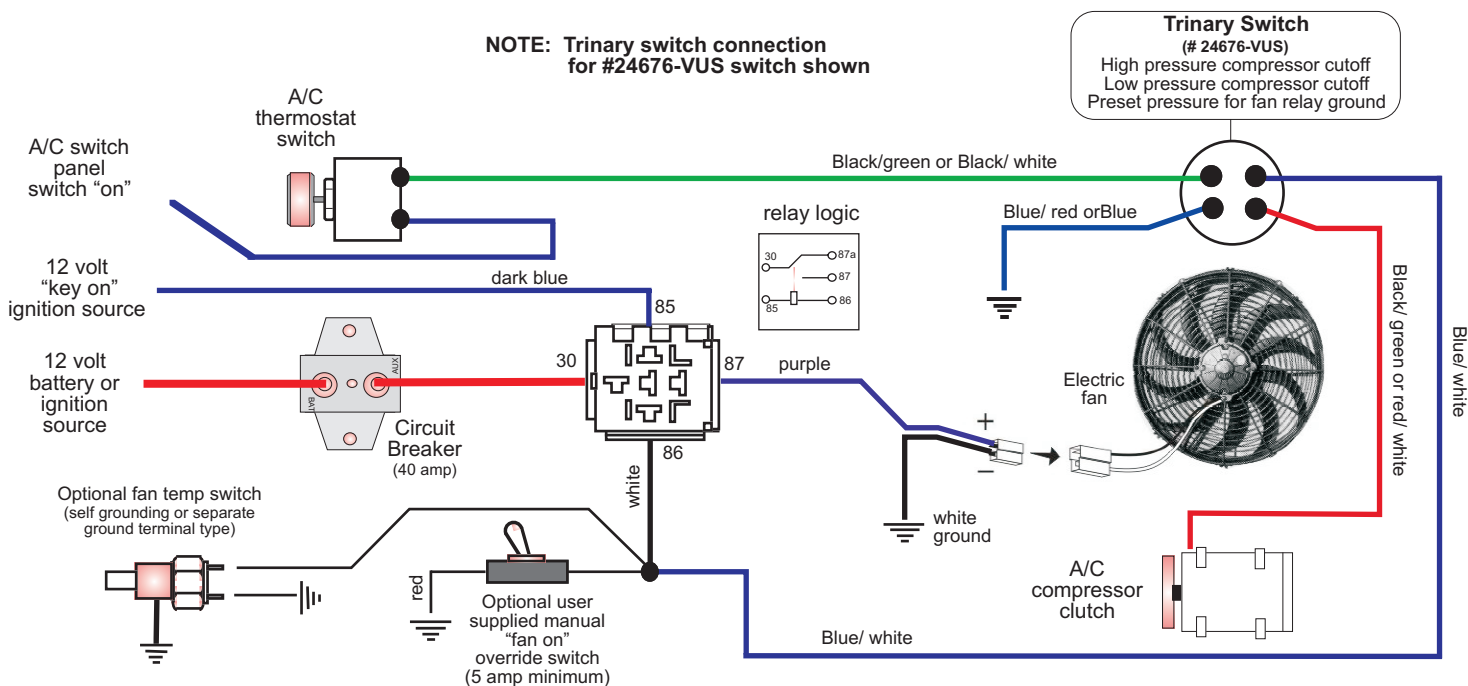 NOTE: Trinary switch connection
for #24676-VUS switch shown
Trinary Switch
(# 24676-VUS)
High pressure compressor cutoff
Low pressure compressor cutoff
Preset pressure for fan relay ground
A/C
thermostat
switch
A/C switch
panel
switch “on”
Black/green or Black/ white
relay logic
30
87a
87
85
86
Blue/ red orBlue
12 volt
“key on”
ignition source
dark blue
85
30
87
86
purple
12 volt
battery or
ignition
source
BAT
AUX
Circuit
Breaker
(40 amp)
Electric
fan
Black/ green or red/ white
Blue/ white
+
–
white
ground
white
Optional fan temp switch
(self grounding or separate
ground terminal type)
red
Optional user
supplied manual
“fan on”
override switch
(5 amp minimum)
A/C
compressor
clutch
Blue/ white